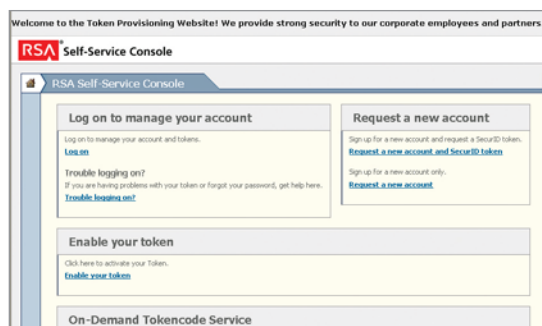 Welcome to the Token Provisioning Website! We provide strong security to our corporate employees and partners
RSA Self-Service Console
RSA Self-Service Console
Log on to manage your account
Log on to manage your account and tokens.
Log on
Trouble logging on?
If you are having problems with your token or forgot your password, get help here.
Trouble logging on?
Request a new account
Sign up for a new account and request a SecurID token.
Request a new account and SecurID token
Sign up for a new account only.
Request a new account
Enable your token
Click here to activate your Token.
Enable your token
On-Demand Tokencode Service